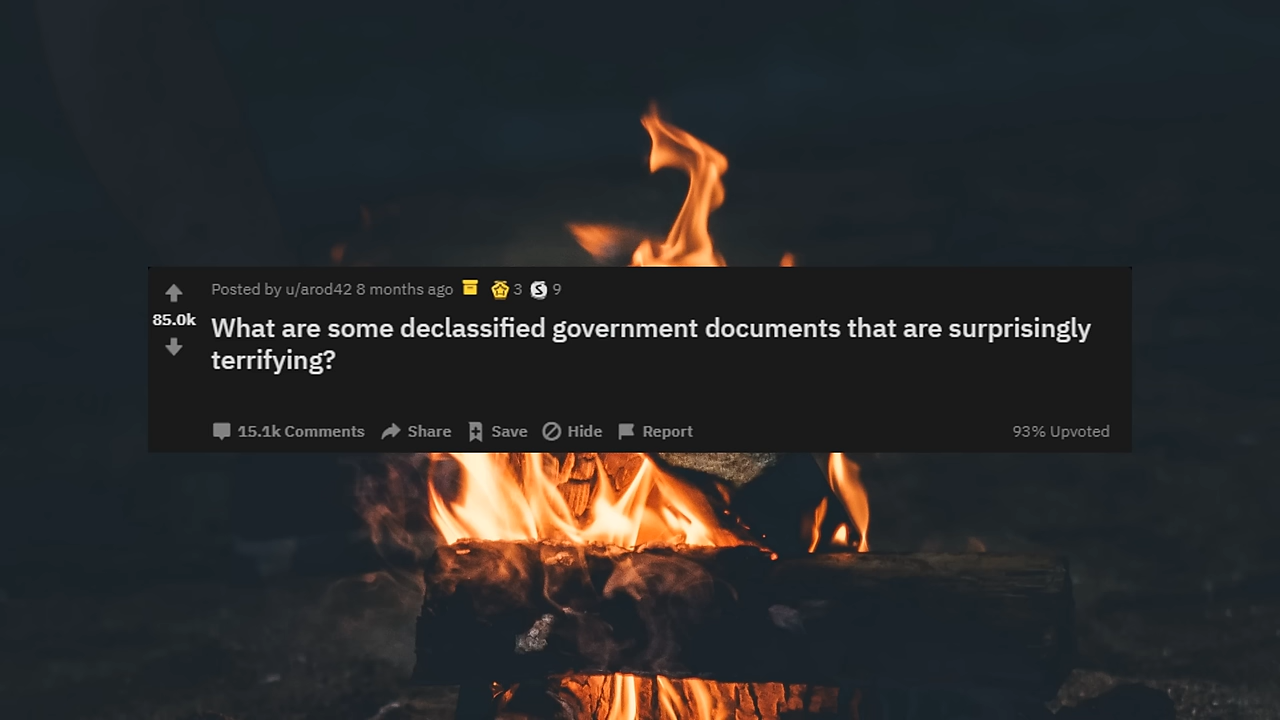 Posted by u/arod42 8 months ago 3 9
85.0k
What are some declassified government documents that are surprisingly
terrifying?
15.1k Comments Share Save Hide Report 93% Upvoted